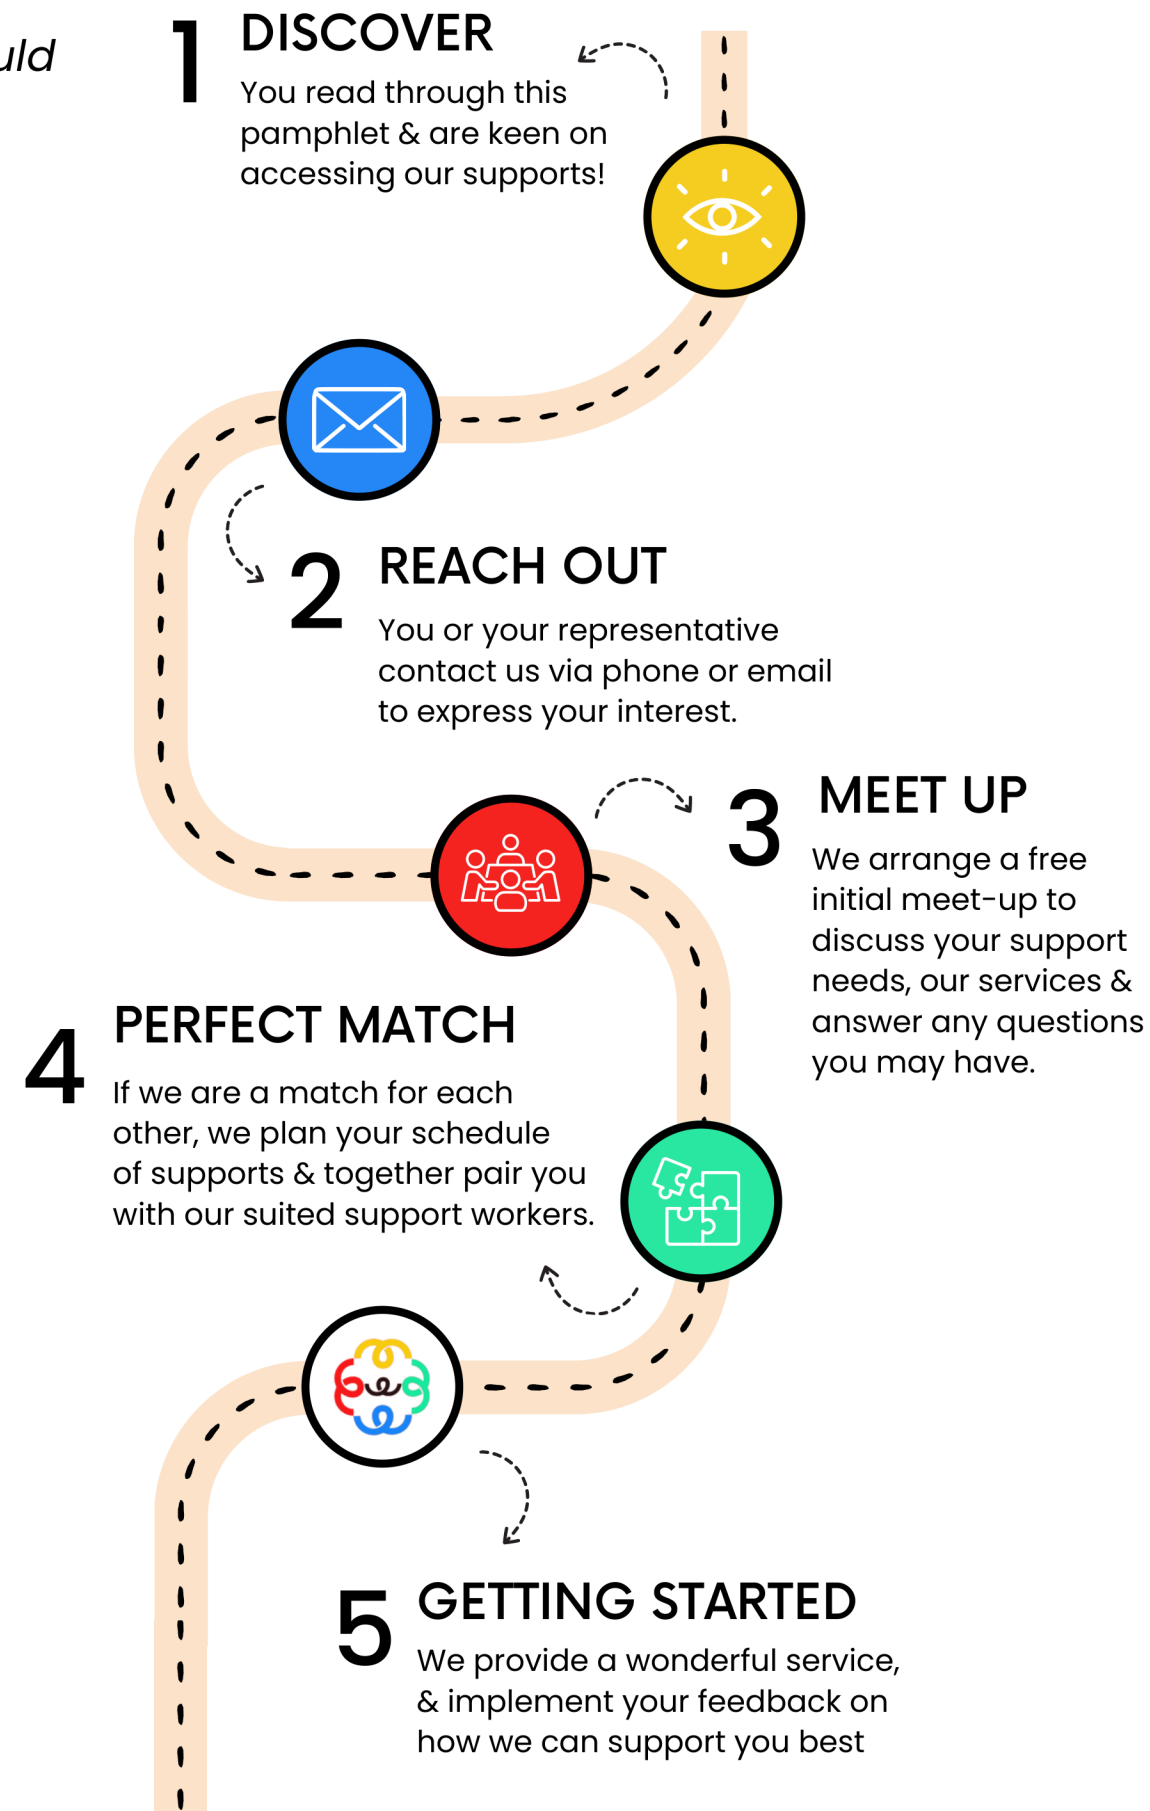 uld
1
DISCOVER
You read through this
pamphlet & are keen on
accessing our supports!
2
REACH OUT
You or your representative
contact us via phone or email
to express your interest.
3
MEET UP
We arrange a free
initial meet-up to
discuss your support
needs, our services &
answer any questions
you may have.
4
PERFECT MATCH
If we are a match for each
other, we plan your schedule
of supports & together pair you
with our suited support workers.
5
GETTING STARTED
We provide a wonderful service,
& implement your feedback on
how we can support you best